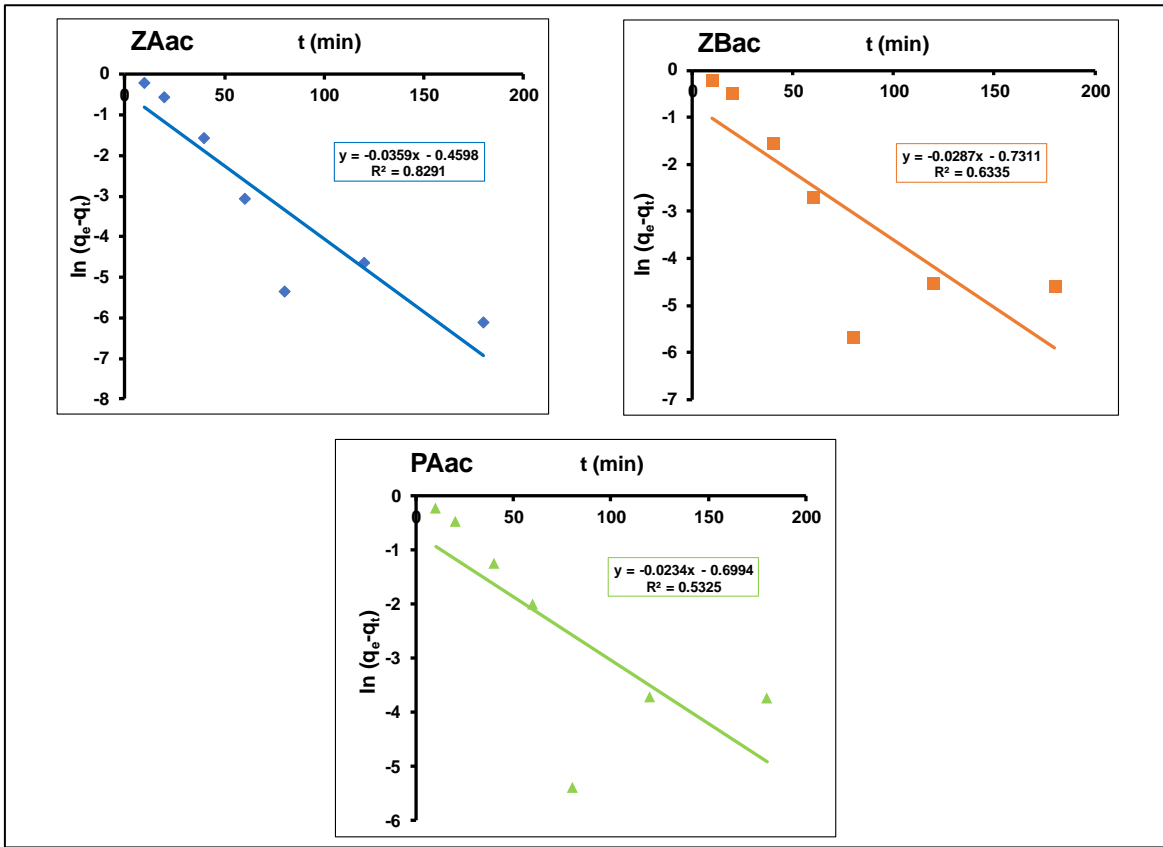 ZAac t (min)
0
0 50 100 150 200
-1
-2
-3
-4
-5
-6
-7
-8
ln (qe-qt)
y = -0.0359x - 0.4598
R² = 0.8291
ZBac t (min)
0
0 50 100 150 200
-1
-2
-3
-4
-5
-6
-7
ln (qe-qt)
y = -0.0287x - 0.7311
R² = 0.6335
PAac t (min)
0
0 50 100 150 200
-1
-2
-3
-4
-5
-6
ln (qe-qt)
y = -0.0234x - 0.6994
R² = 0.5325